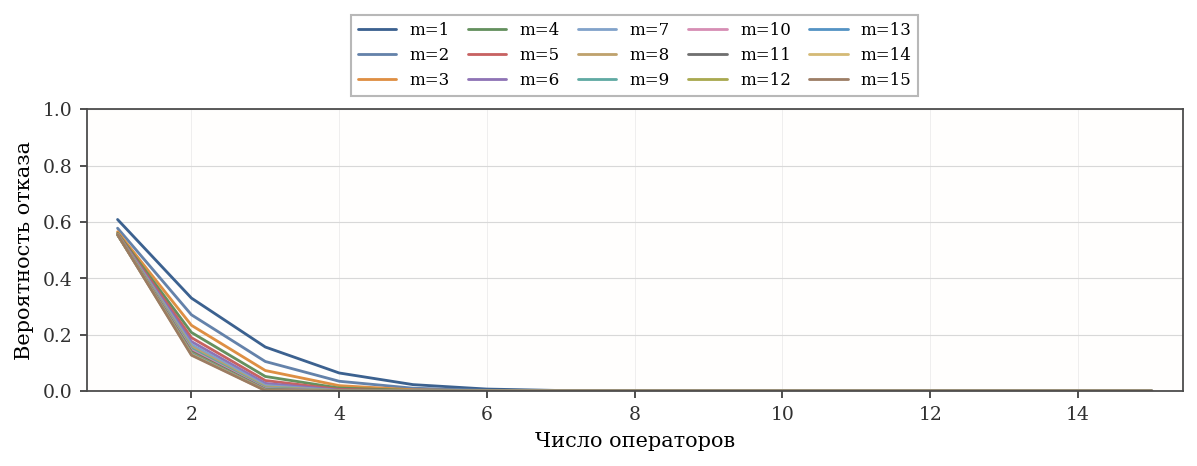 m=1 m=4 m=7 m=10 m=13
m=2 m=5 m=8 m=11 m=14
m=3 m=6 m=9 m=12 m=15
1.0
0.8
0.6
0.4
0.2
0.0
Вероятность отказа
2 4 6 8 10 12 14
Число операторов